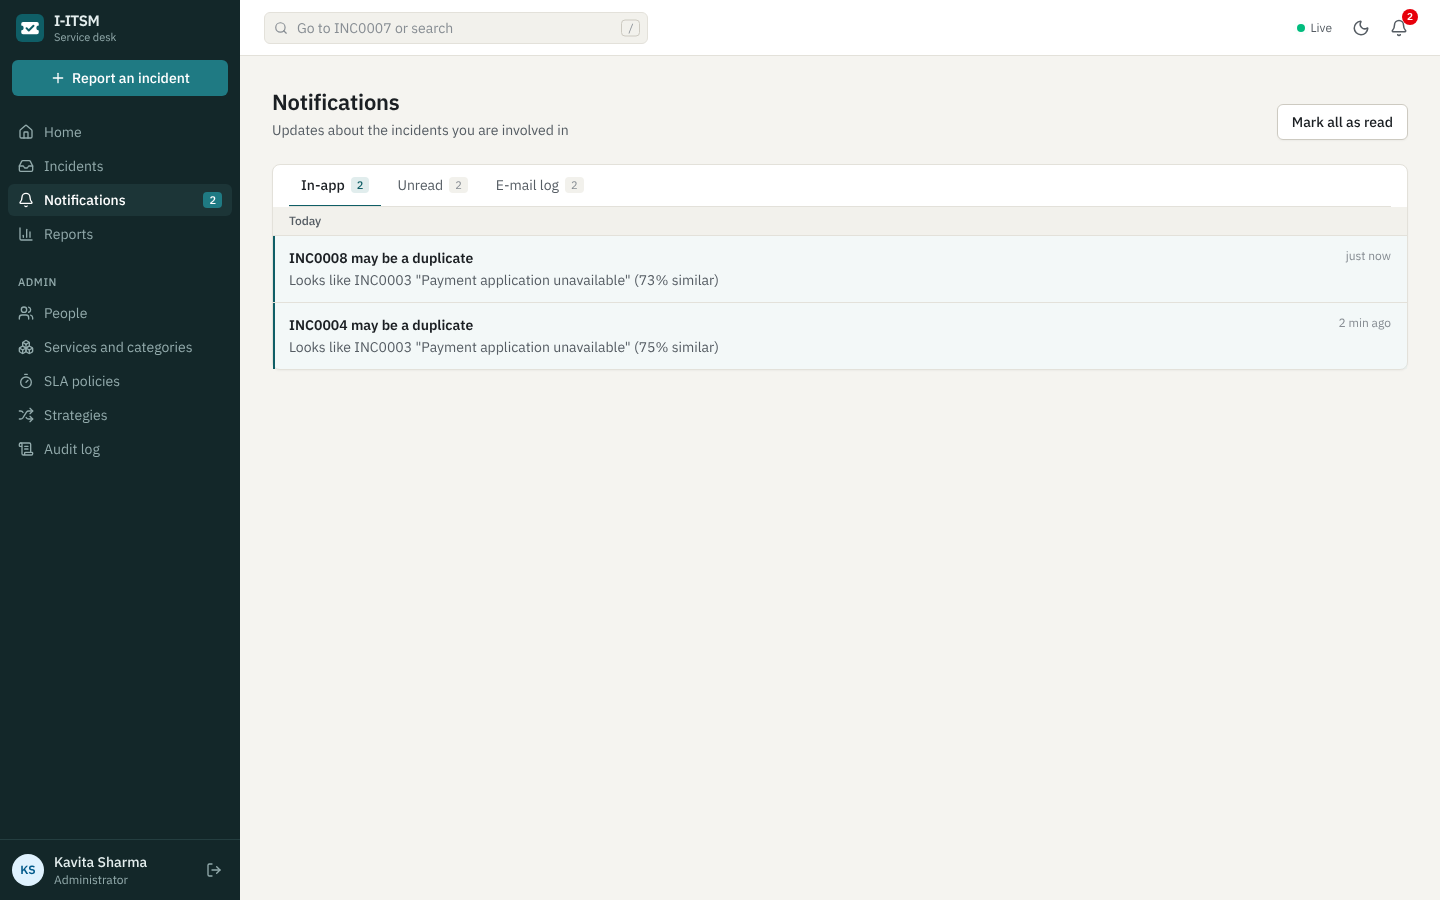 I-ITSM
Service desk
Report an incident
Home
Incidents
Notifications 2
Reports
ADMIN
People
Services and categories
SLA policies
Strategies
Audit log
Kavita Sharma
Administrator
KS
Go to INC0007 or search /
Live
2
Notifications
Updates about the incidents you are involved in
Mark all as read
In-app 2 Unread 2 E-mail log 2
Today
INC0008 may be a duplicate just now
Looks like INC0003 "Payment application unavailable" (73% similar)
INC0004 may be a duplicate 2 min ago
Looks like INC0003 "Payment application unavailable" (75% similar)